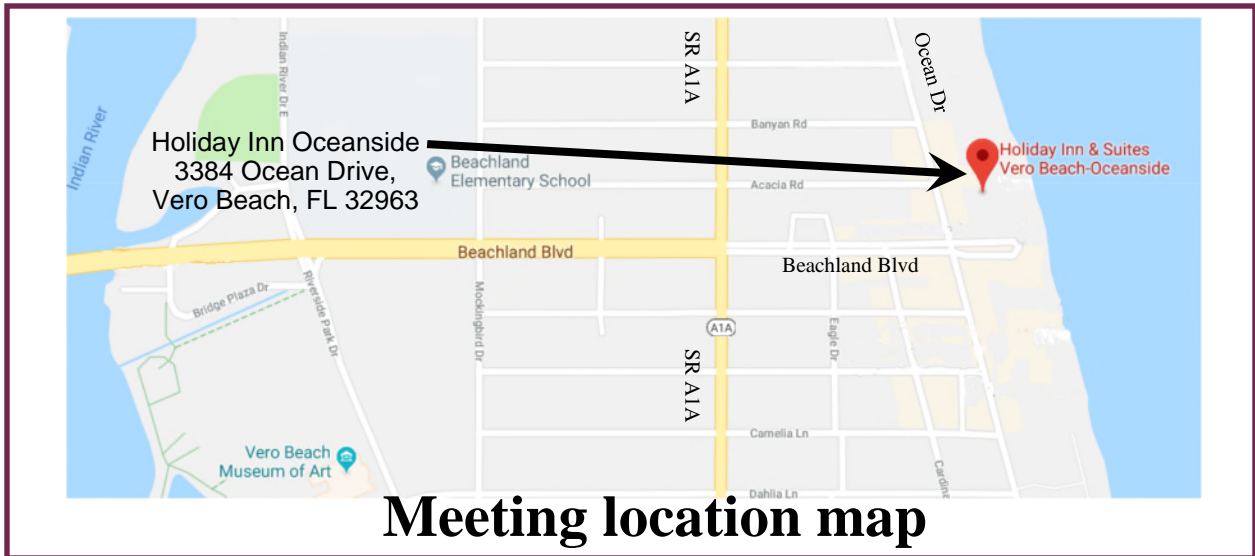 SR A1A
Ocean Dr
Indian River Dr E
Indian River
Banyan Rd
Holiday Inn Oceanside
3384 Ocean Drive,
Vero Beach, FL 32963
Beachland
Elementary School
Holiday Inn & Suites
Vero Beach-Oceanside
Acacia Rd
Beachland Blvd
Beachland Blvd
Bridge Plaza Dr
Riverside Park Dr
Mockingbird Dr
A1A
Eagle Dr
SR A1A
Camelia Ln
Vero Beach
Museum of Art
Cardina
Dahlia Ln
Meeting location map